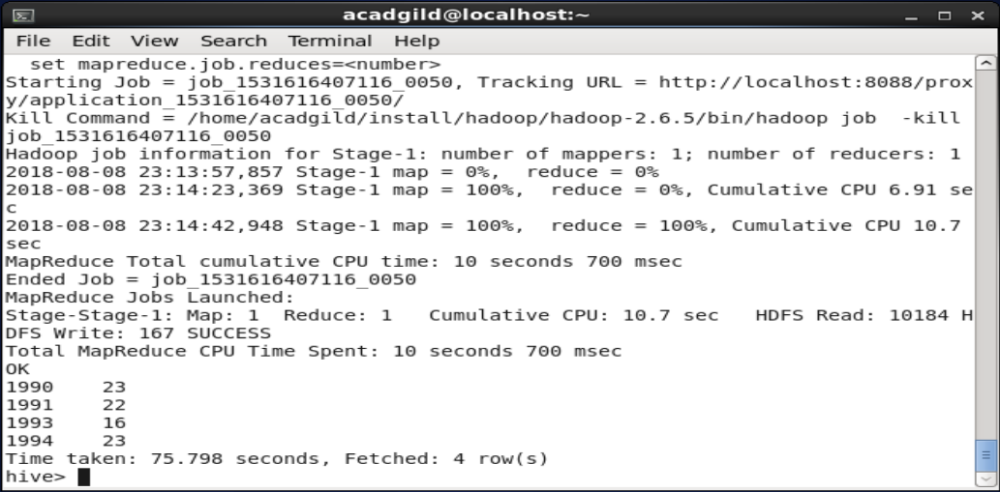 acadgild@localhost:~
File Edit View Search Terminal Help
  set mapreduce.job.reduces=<number>
Starting Job = job_1531616407116_0050, Tracking URL = http://localhost:8088/prox
y/application_1531616407116_0050/
Kill Command = /home/acadgild/install/hadoop/hadoop-2.6.5/bin/hadoop job  -kill
job_1531616407116_0050
Hadoop job information for Stage-1: number of mappers: 1; number of reducers: 1
2018-08-08 23:13:57,857 Stage-1 map = 0%,  reduce = 0%
2018-08-08 23:14:23,369 Stage-1 map = 100%,  reduce = 0%, Cumulative CPU 6.91 se
c
2018-08-08 23:14:42,948 Stage-1 map = 100%,  reduce = 100%, Cumulative CPU 10.7
sec
MapReduce Total cumulative CPU time: 10 seconds 700 msec
Ended Job = job_1531616407116_0050
MapReduce Jobs Launched:
Stage-Stage-1: Map: 1  Reduce: 1   Cumulative CPU: 10.7 sec   HDFS Read: 10184 H
DFS Write: 167 SUCCESS
Total MapReduce CPU Time Spent: 10 seconds 700 msec
OK
1990    23
1991    22
1993    16
1994    23
Time taken: 75.798 seconds, Fetched: 4 row(s)
hive>